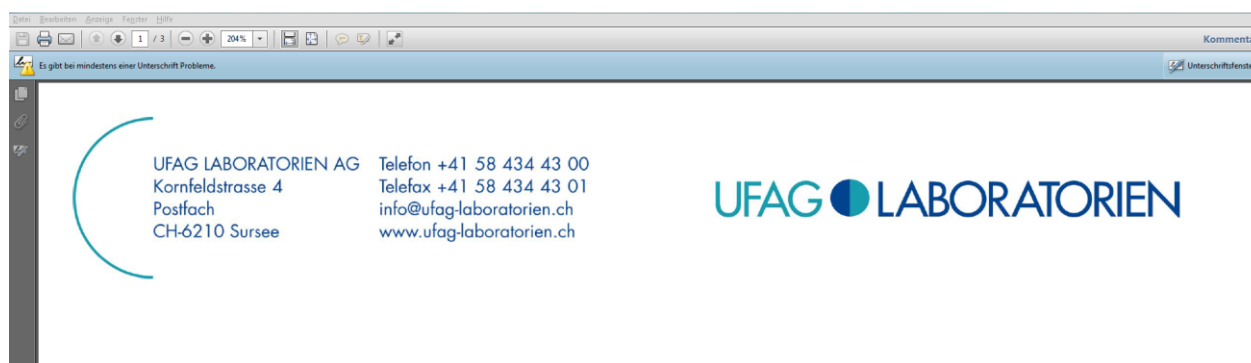 Datei Bearbeiten Anzeige Fenster Hilfe
1 / 3 204% Kommenta
Es gibt bei mindestens einer Unterschrift Probleme. Unterschriftsfenste
UFAG LABORATORIEN AG
Kornfeldstrasse 4
Postfach
CH-6210 Sursee
Telefon +41 58 434 43 00
Telefax +41 58 434 43 01
info@ufag-laboratorien.ch
www.ufag-laboratorien.ch
UFAG LABORATORIEN